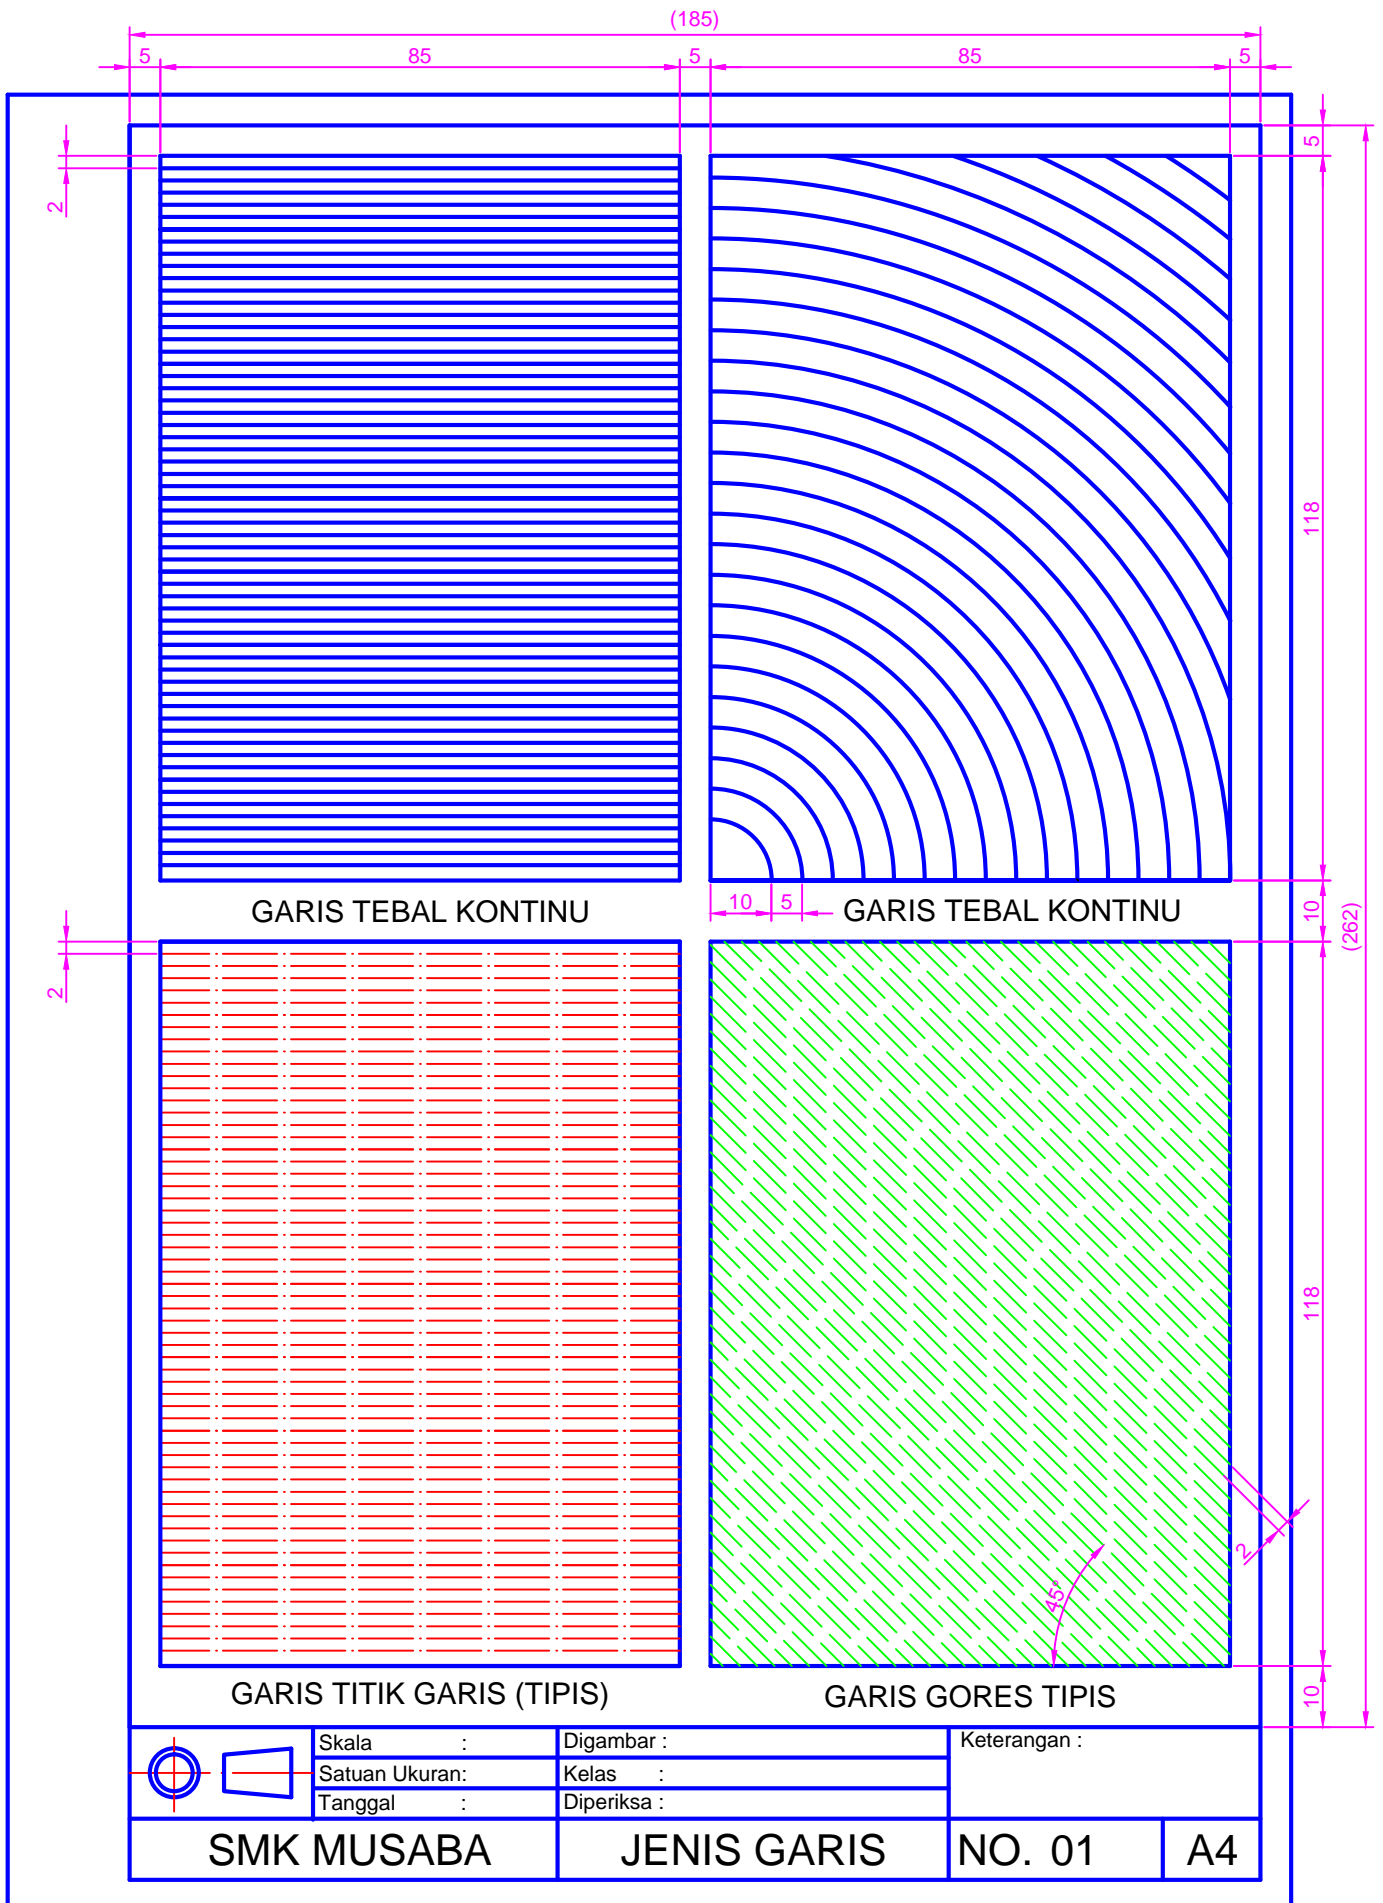 (185)
5 85 5 85 5
5
2
118
GARIS TEBAL KONTINU
10 5 GARIS TEBAL KONTINU
10
(262)
2
118
2
45°
GARIS TITIK GARIS (TIPIS)
GARIS GORES TIPIS
10
Skala : Digambar : Keterangan :
Satuan Ukuran: Kelas :
Tanggal : Diperiksa :
SMK MUSABA JENIS GARIS NO. 01 A4